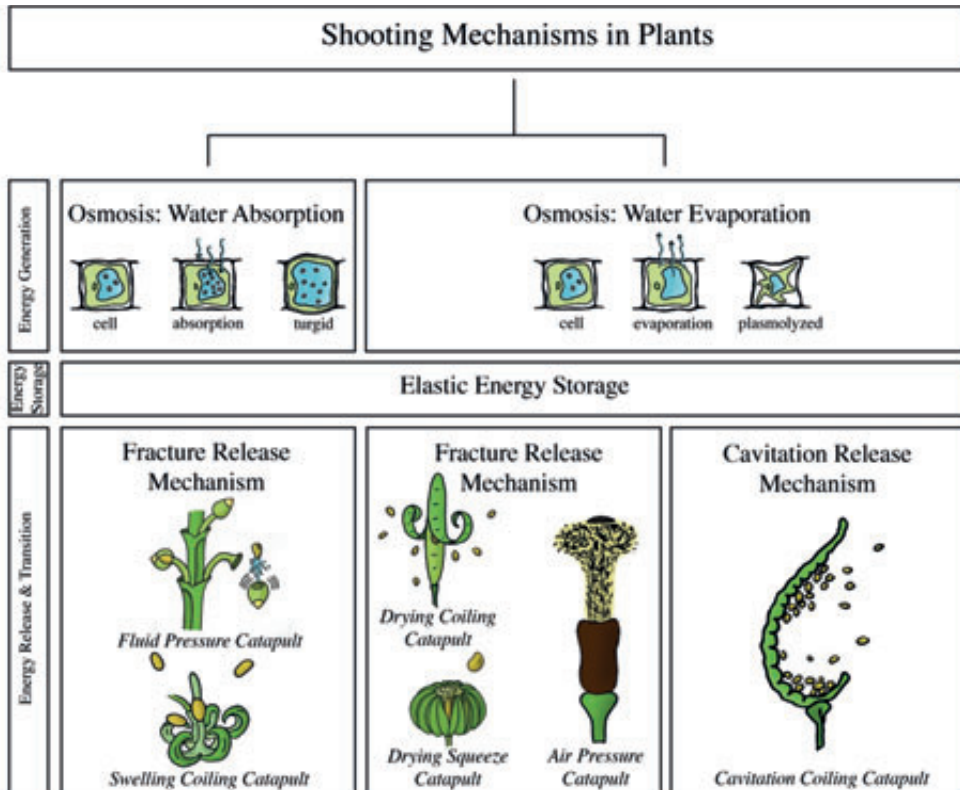 Shooting Mechanisms in Plants
Energy Generation
Osmosis: Water Absorption
cell
absorption
turgid
Osmosis: Water Evaporation
cell
evaporation
plasmolyzed
Energy
Storage
Elastic Energy Storage
Energy Release & Transition
Fracture Release
Mechanism
Fluid Pressure Catapult
Swelling Coiling Catapult
Fracture Release
Mechanism
Drying Coiling
Catapult
Drying Squeeze
Catapult
Air Pressure
Catapult
Cavitation Release
Mechanism
Cavitation Coiling Catapult